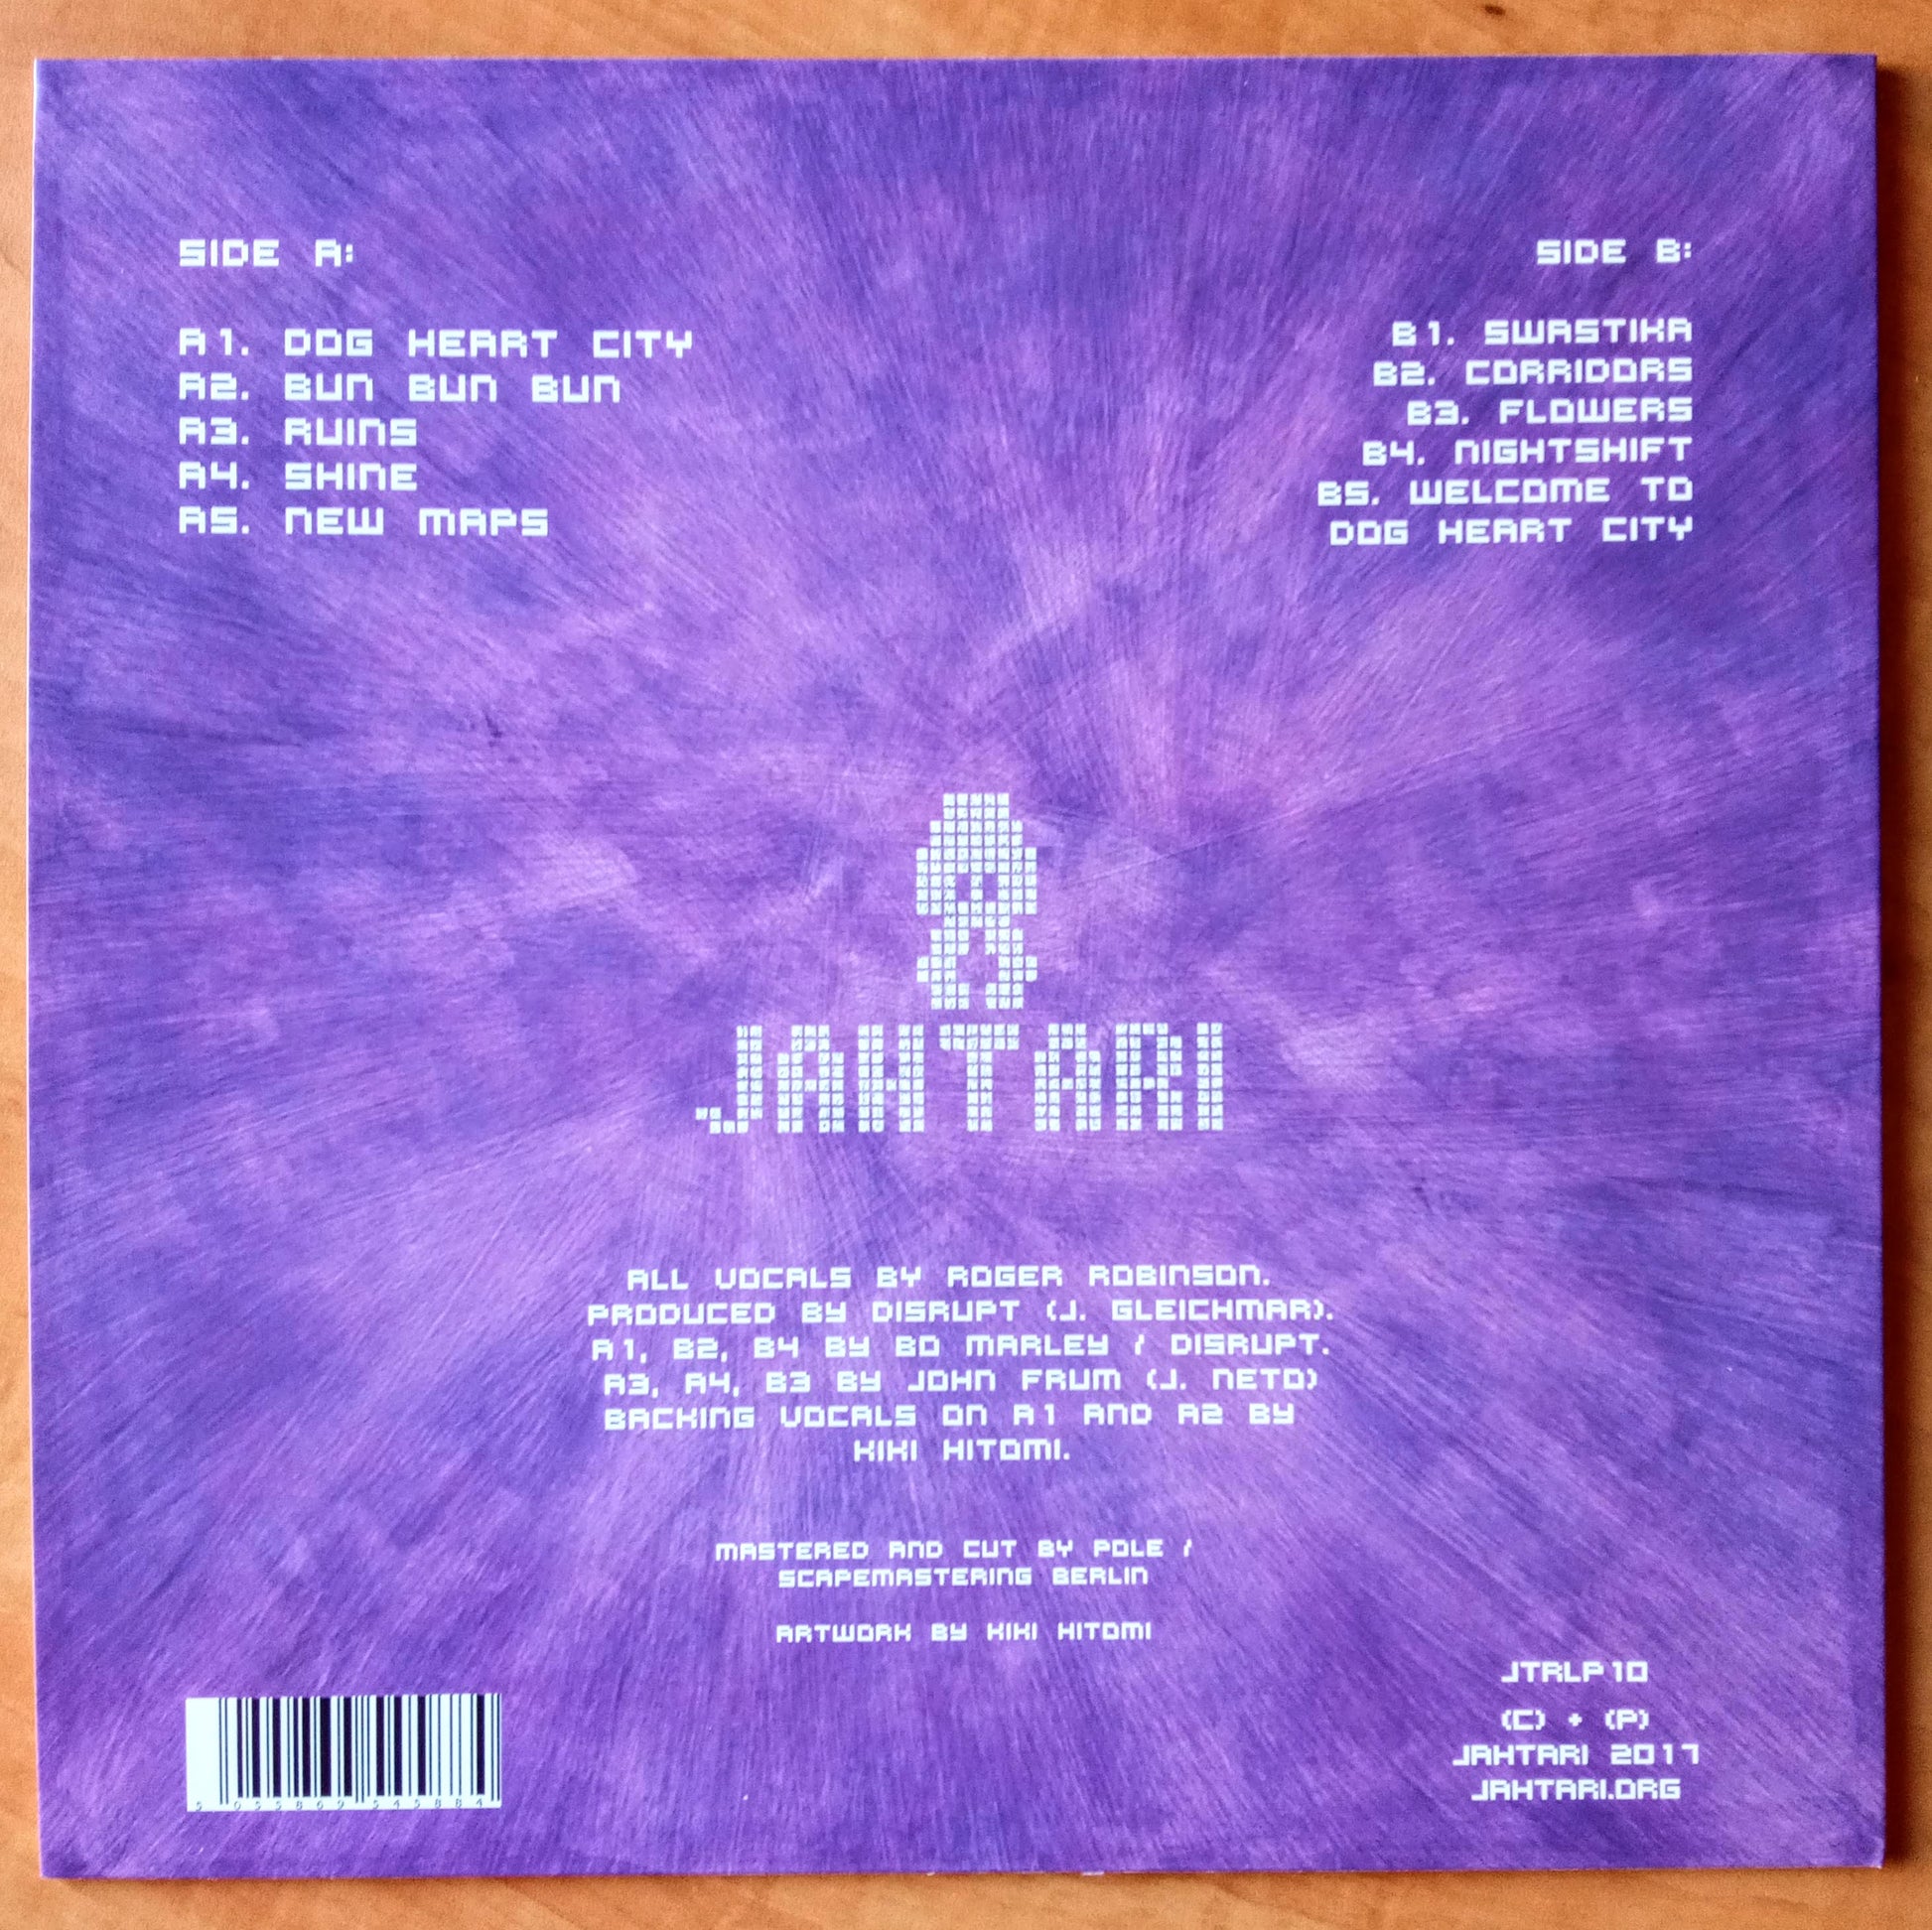 SIDE A:
A1. DOG HEART CITY
A2. BUN BUN BUN
A3. RUINS
A4. SHINE
A5. NEW MAPS
SIDE B:
B1. SWASTIKA
B2. CORRIDORS
B3. FLOWERS
B4. NIGHTSHIFT
B5. WELCOME TO
DOG HEART CITY
JAHTARI
ALL VOCALS BY ROGER ROBINSON.
PRODUCED BY DISRUPT (J. GLEICHMAR).
A1, B2, B4 BY BO MARLEY / DISRUPT.
A3, A4, B3 BY JOHN FRUM (J. NETO)
BACKING VOCALS ON A1 AND A2 BY
KIKI HITOMI.
MASTERED AND CUT BY POLE /
SCAPEMASTERING BERLIN
ARTWORK BY KIKI HITOMI
5 055869 545884
JTRLP10
(C) + (P)
JAHTARI 2017
JAHTARI.ORG